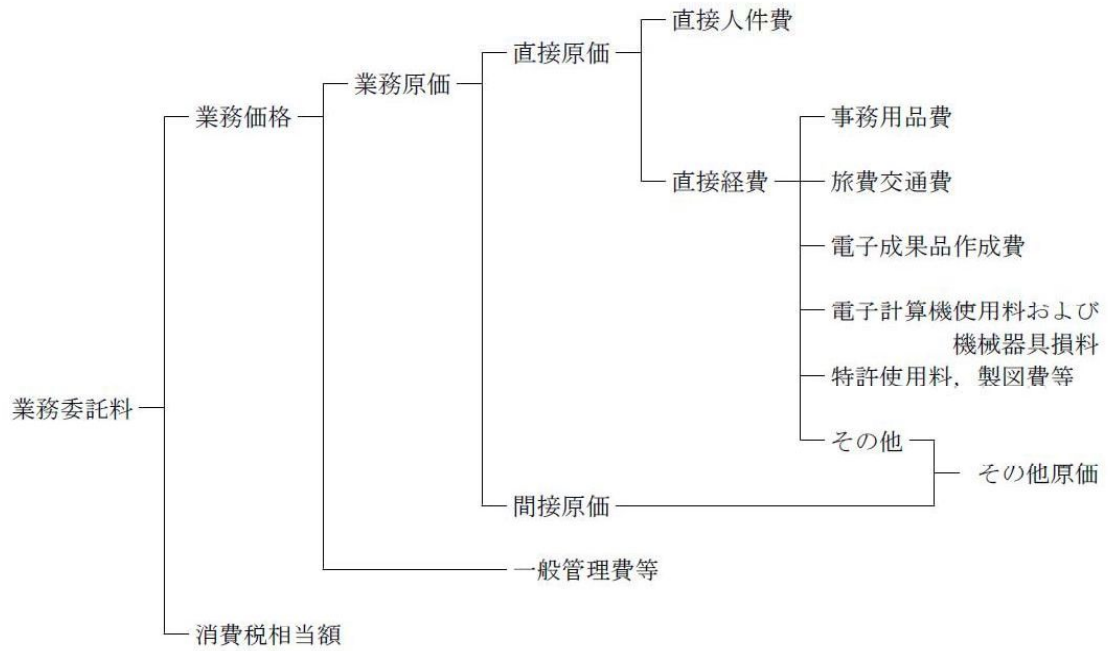 直接人件費
直接原価
業務原価
業務価格
事務用品費
直接経費
旅費交通費
電子成果品作成費
電子計算機使用料および
機械器具損料
特許使用料，製図費等
業務委託料
その他
その他原価
間接原価
一般管理費等
消費税相当額